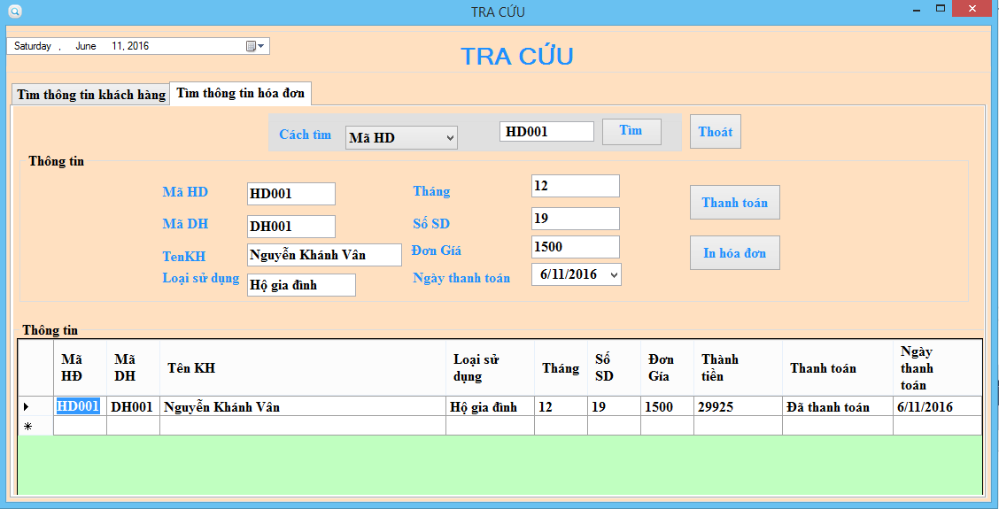 TRA CỨU
Saturday , June 11, 2016
TRA CỨU
Tìm thông tin khách hàng Tìm thông tin hóa đơn
Cách tìm Mã HD HD001 Tìm Thoát
Thông tin
Mã HD HD001 Tháng 12
Mã DH DH001 Số SD 19 Thanh toán
TenKH Nguyễn Khánh Vân Đơn Gíá 1500 In hóa đơn
Loại sử dụng Hộ gia đình Ngày thanh toán 6/11/2016
Thông tin
Mã HĐ Mã DH Tên KH Loại sử dụng Tháng Số SD Đơn Gía Thành tiền Thanh toán Ngày thanh toán
HD001 DH001 Nguyễn Khánh Vân Hộ gia đình 12 19 1500 29925 Đã thanh toán 6/11/2016